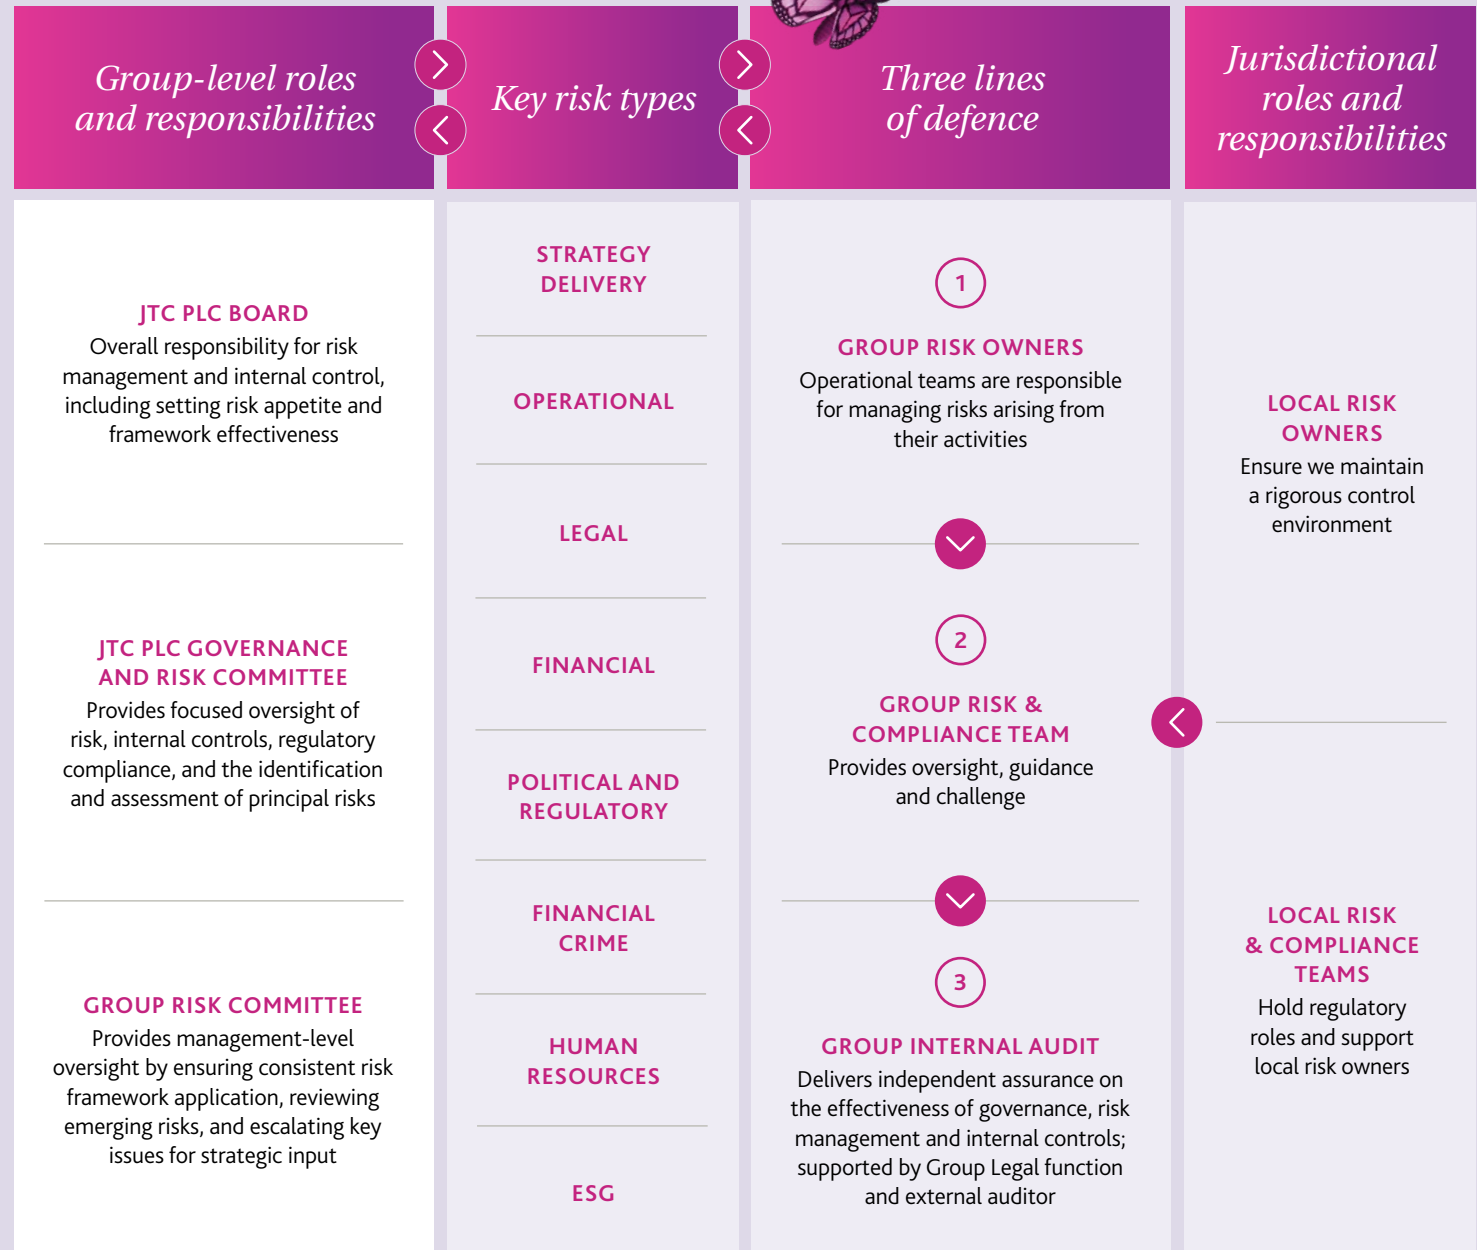 Group-level roles
and responsibilities
JTC PLC BOARD
Overall responsibility for risk
management and internal control,
including setting risk appetite and
framework effectiveness
JTC PLC GOVERNANCE
AND RISK COMMITTEE
Provides focused oversight of
risk, internal controls, regulatory
compliance, and the identification
and assessment of principal risks
GROUP RISK COMMITTEE
Provides management-level
oversight by ensuring consistent risk
framework application, reviewing
emerging risks, and escalating key
issues for strategic input
Key risk types
STRATEGY
DELIVERY
OPERATIONAL
LEGAL
FINANCIAL
POLITICAL AND
REGULATORY
FINANCIAL
CRIME
HUMAN
RESOURCES
ESG
Three lines
of defence
1
GROUP RISK OWNERS
Operational teams are responsible
for managing risks arising from
their activities
2
GROUP RISK &
COMPLIANCE TEAM
Provides oversight, guidance
and challenge
3
GROUP INTERNAL AUDIT
Delivers independent assurance on
the effectiveness of governance, risk
management and internal controls;
supported by Group Legal function
and external auditor
Jurisdictional
roles and
responsibilities
LOCAL RISK
OWNERS
Ensure we maintain
a rigorous control
environment
LOCAL RISK
& COMPLIANCE
TEAMS
Hold regulatory
roles and support
local risk owners